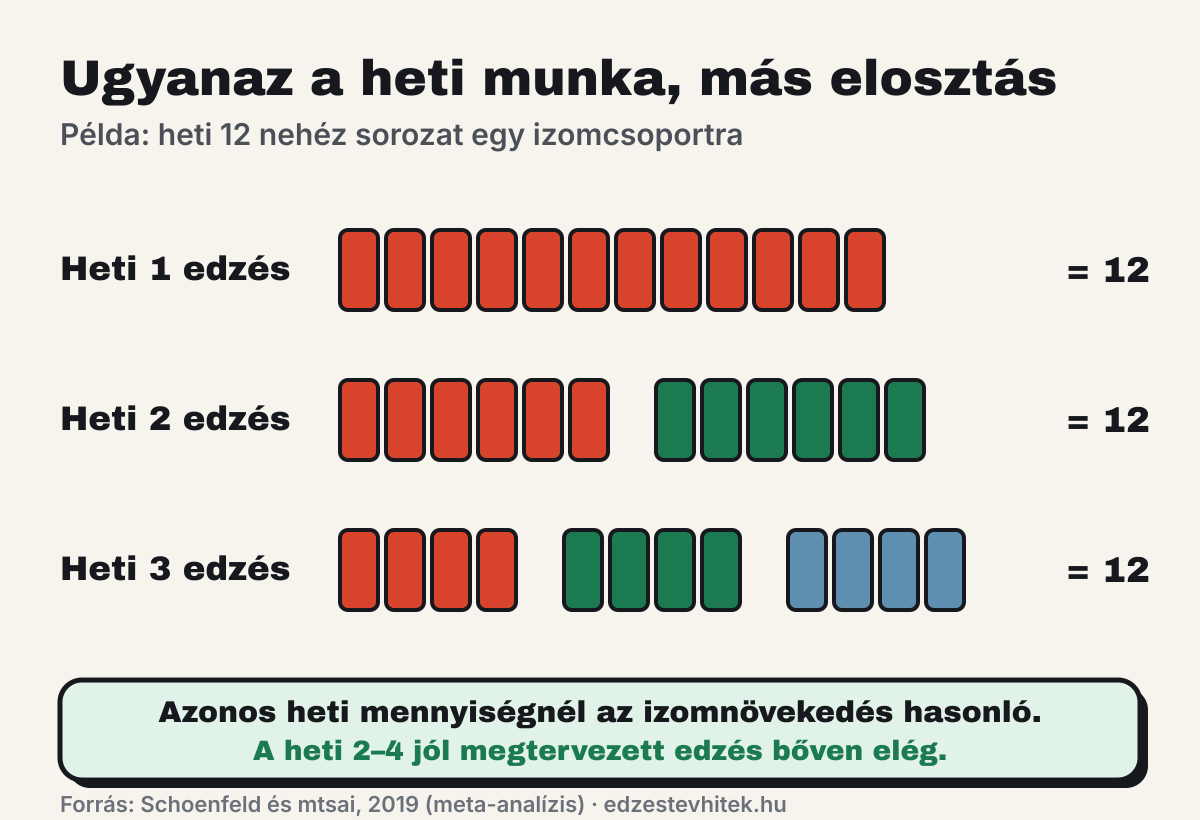 Ugyanaz a heti munka, más elosztás
Példa: heti 12 nehéz sorozat egy izomcsoportra
Heti 1 edzés = 12
Heti 2 edzés = 12
Heti 3 edzés = 12
Azonos heti mennyiségnél az izomnövekedés hasonló.
A heti 2–4 jól megtervezett edzés bőven elég.
Forrás: Schoenfeld és mtsai, 2019 (meta-analízis) · edzestevhitek.hu